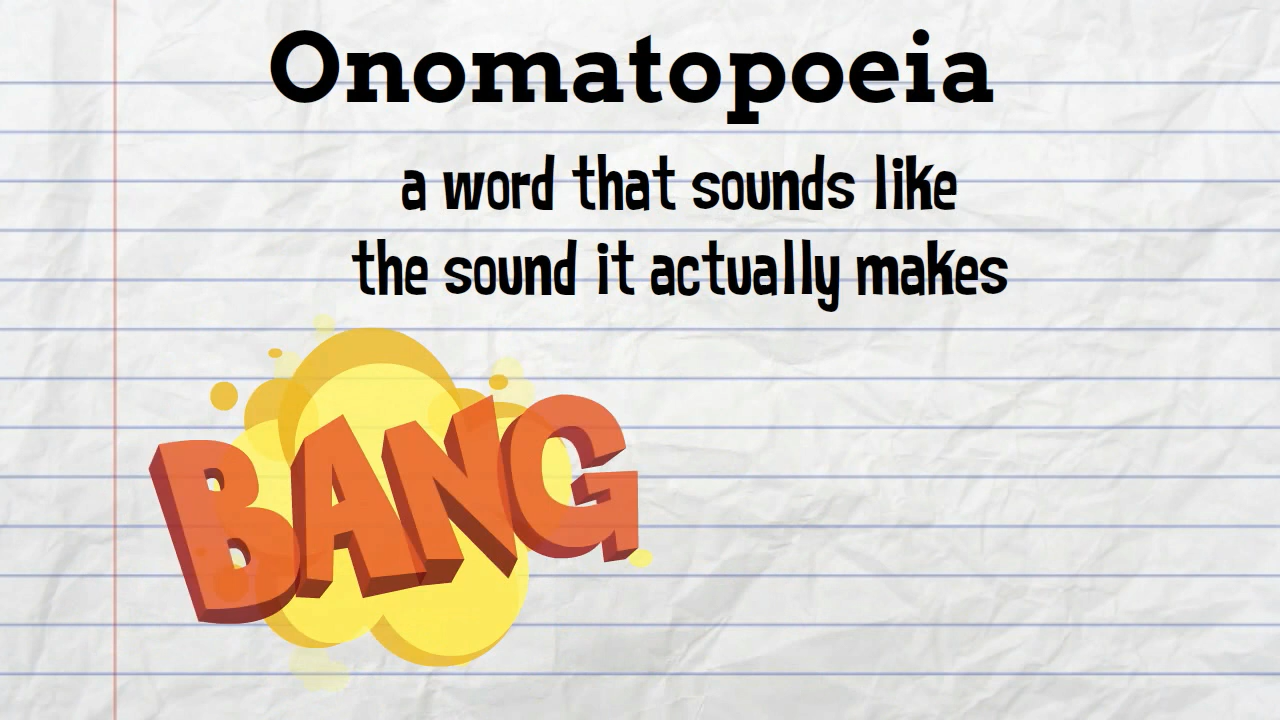 Onomatopoeia
a word that sounds like
the sound it actually makes
BANG